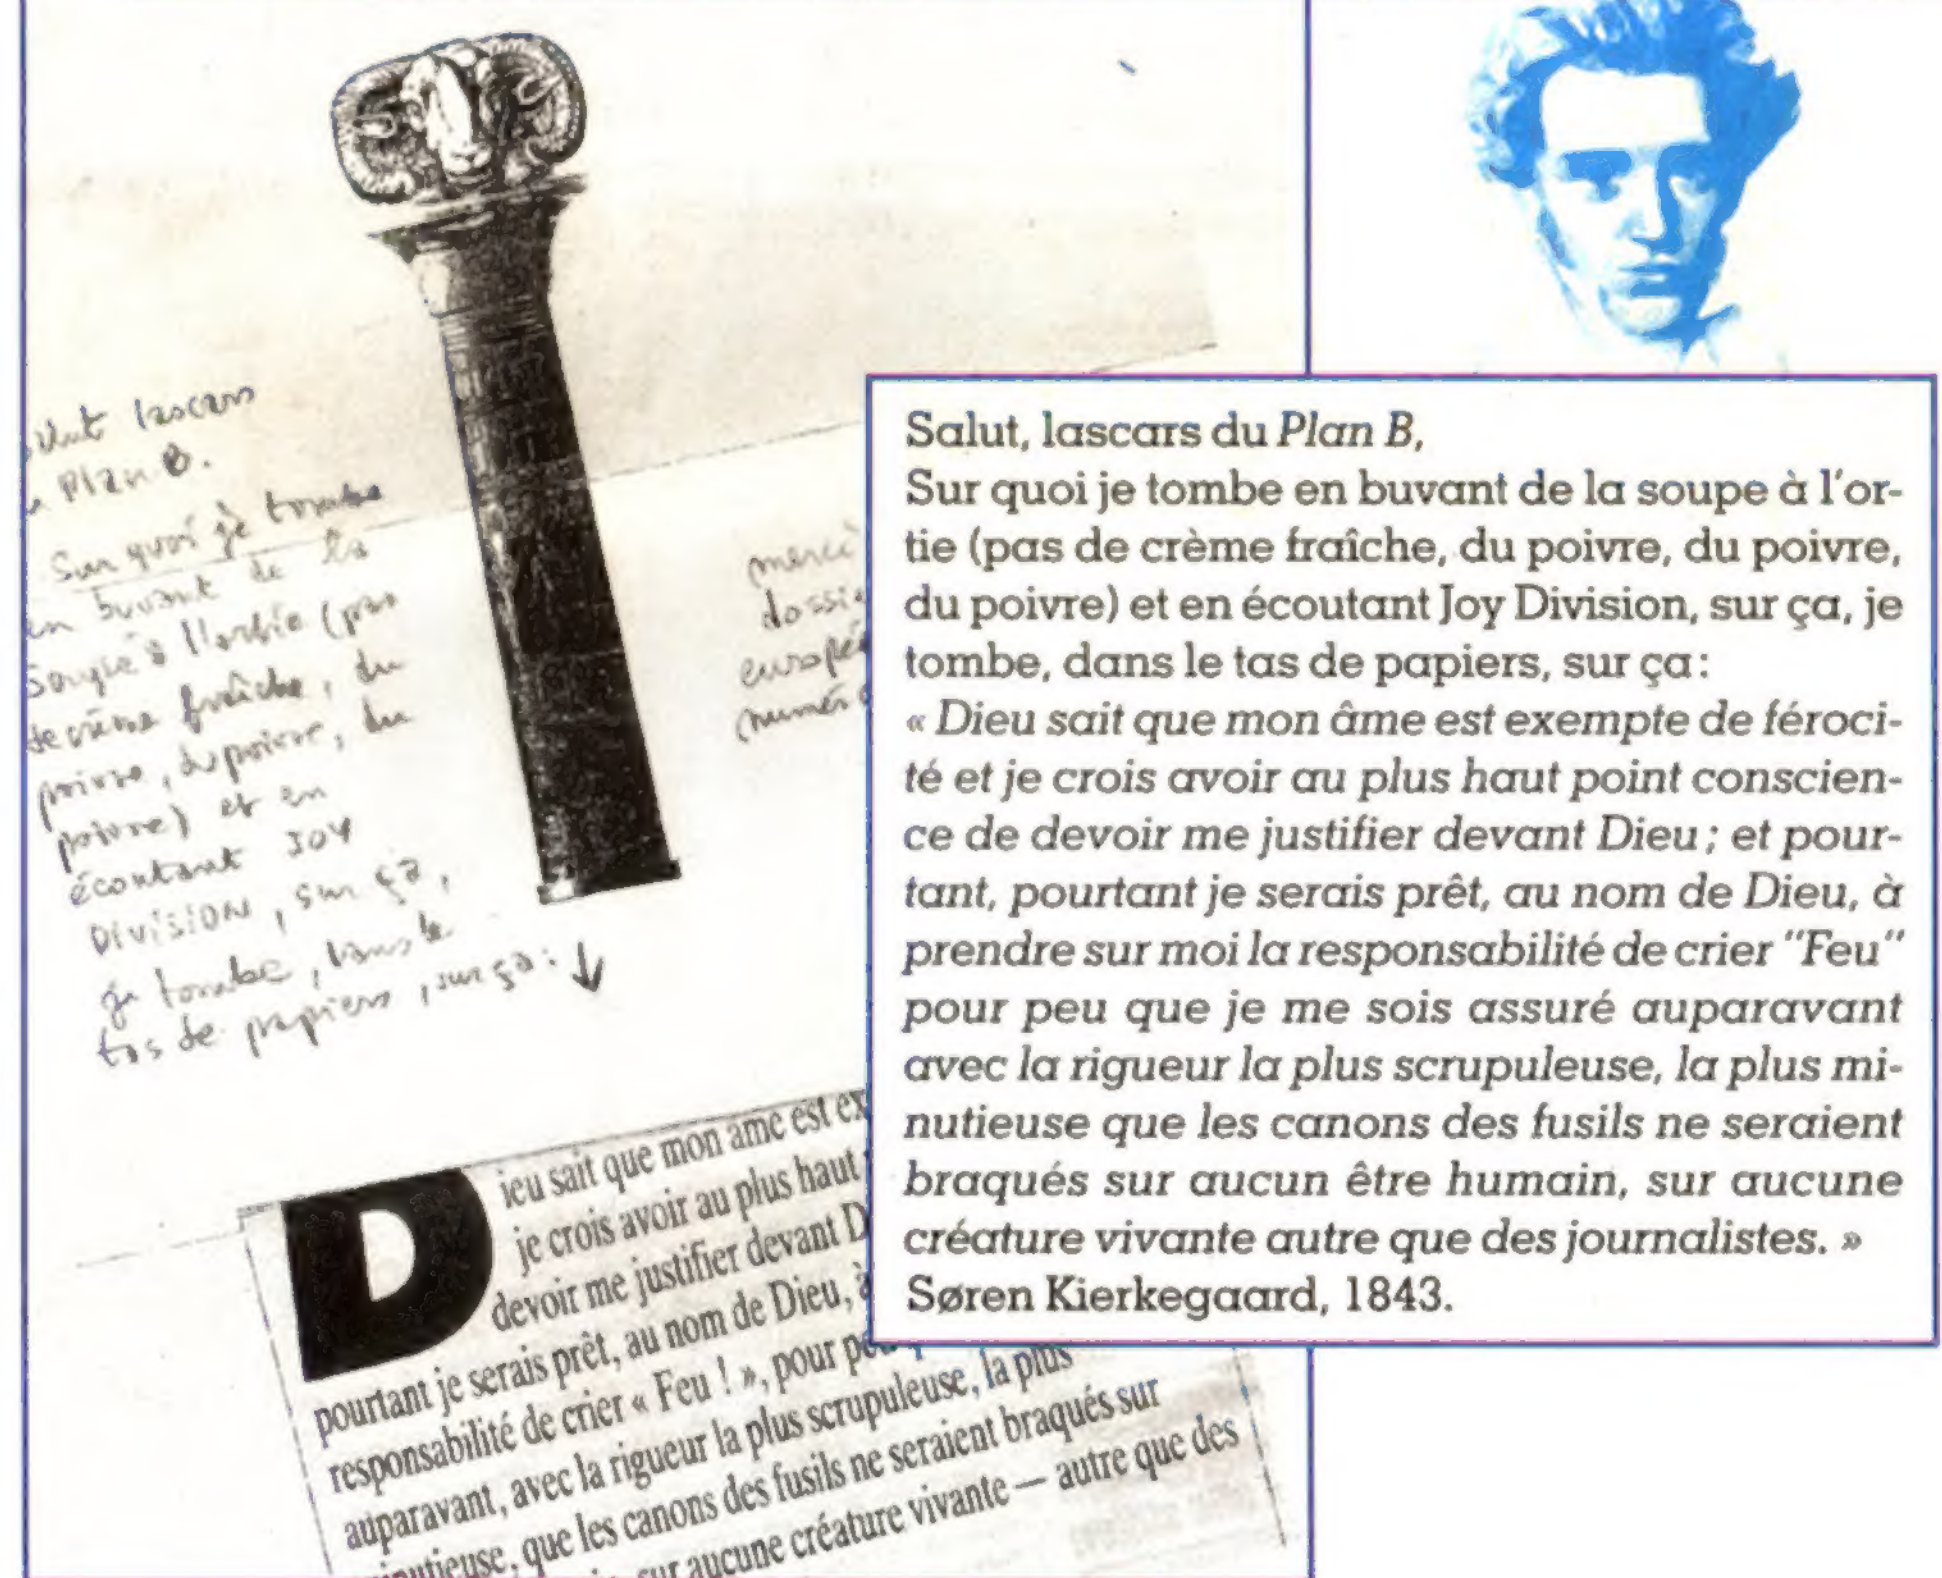 Salut lascars
Plan B.
Sur quoi je tombe
en buvant de la
soupe à l'ortie (pas
de crème fraîche, du
poivre, du poivre, du
poivre) et en
écoutant JOY
DIVISION, sur ça,
je tombe, dans le
tas de papiers, sur ça:
merci
Dieu sait que mon âme est ex
je crois avoir au plus haut
devoir me justifier devant D
pourtant je serais prêt, au nom de Dieu, à
responsabilité de crier « Feu ! », pour
auparavant, avec la rigueur la plus scrupuleuse, la plus
que les canons des fusils ne seraient braqués sur
sur aucune créature vivante — autre que des
Salut, lascars du Plan B,
Sur quoi je tombe en buvant de la soupe à l'or-
tie (pas de crème fraîche, du poivre, du poivre,
du poivre) et en écoutant Joy Division, sur ça, je
tombe, dans le tas de papiers, sur ça :
« Dieu sait que mon âme est exempte de féroci-
té et je crois avoir au plus haut point conscien-
ce de devoir me justifier devant Dieu ; et pour-
tant, pourtant je serais prêt, au nom de Dieu, à
prendre sur moi la responsabilité de crier "Feu"
pour peu que je me sois assuré auparavant
avec la rigueur la plus scrupuleuse, la plus mi-
nutieuse que les canons des fusils ne seraient
braqués sur aucun être humain, sur aucune
créature vivante autre que des journalistes. »
Søren Kierkegaard, 1843.